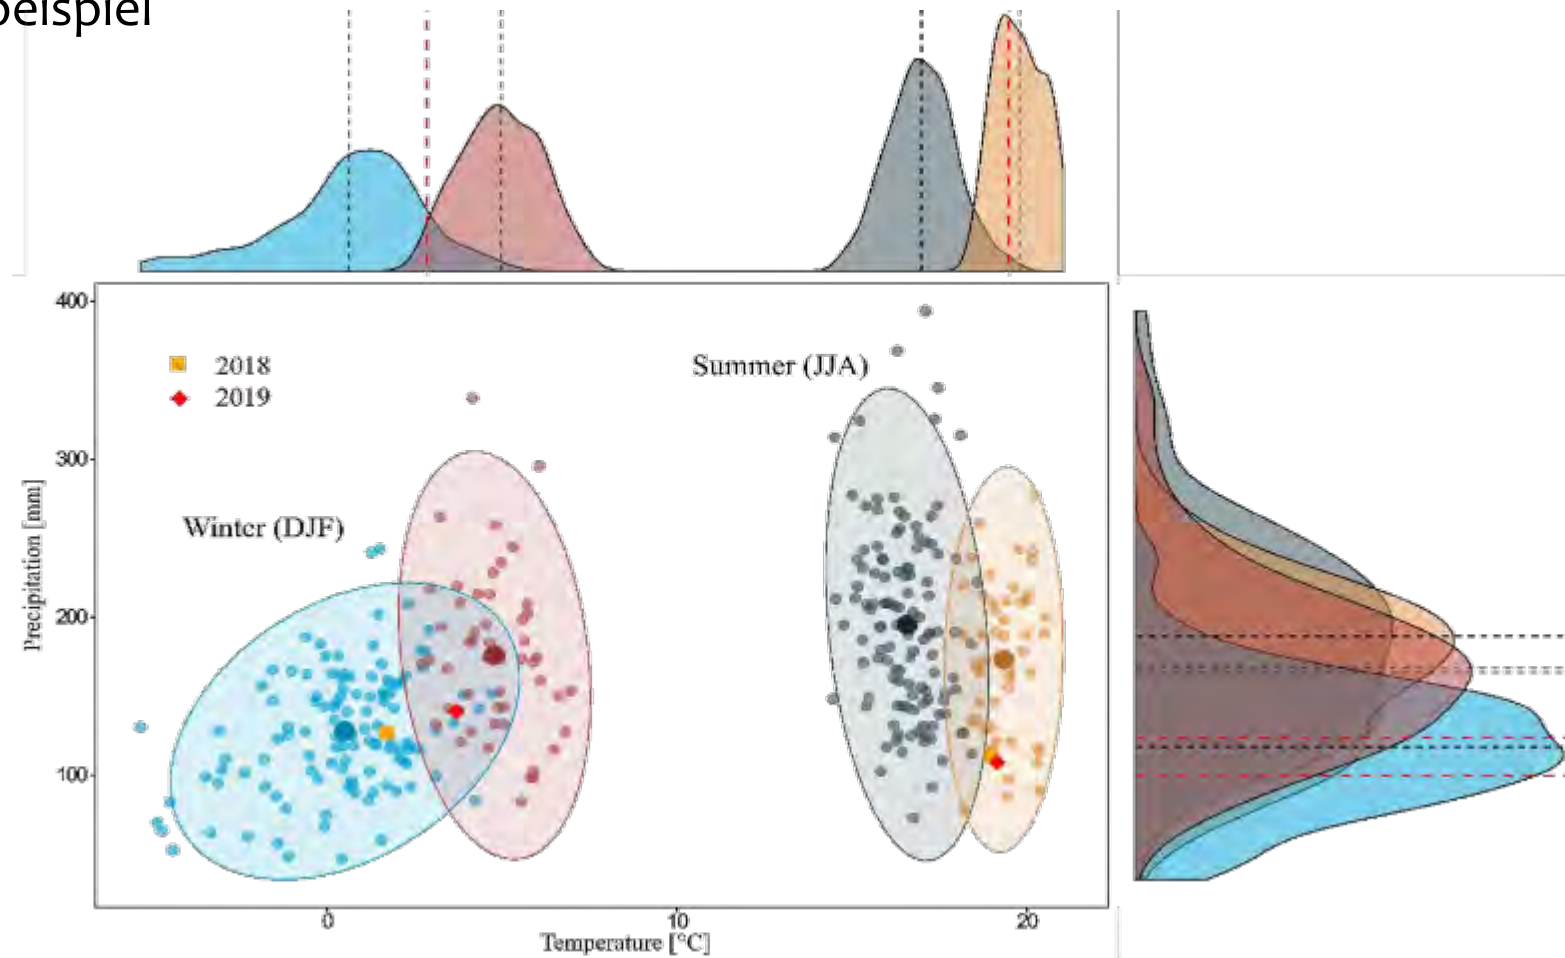 beispiel
400
Summer (JJA)
2018
2019
300
Winter (DJF)
Precipitation [mm]
200
100
0 10 20
Temperature [°C]